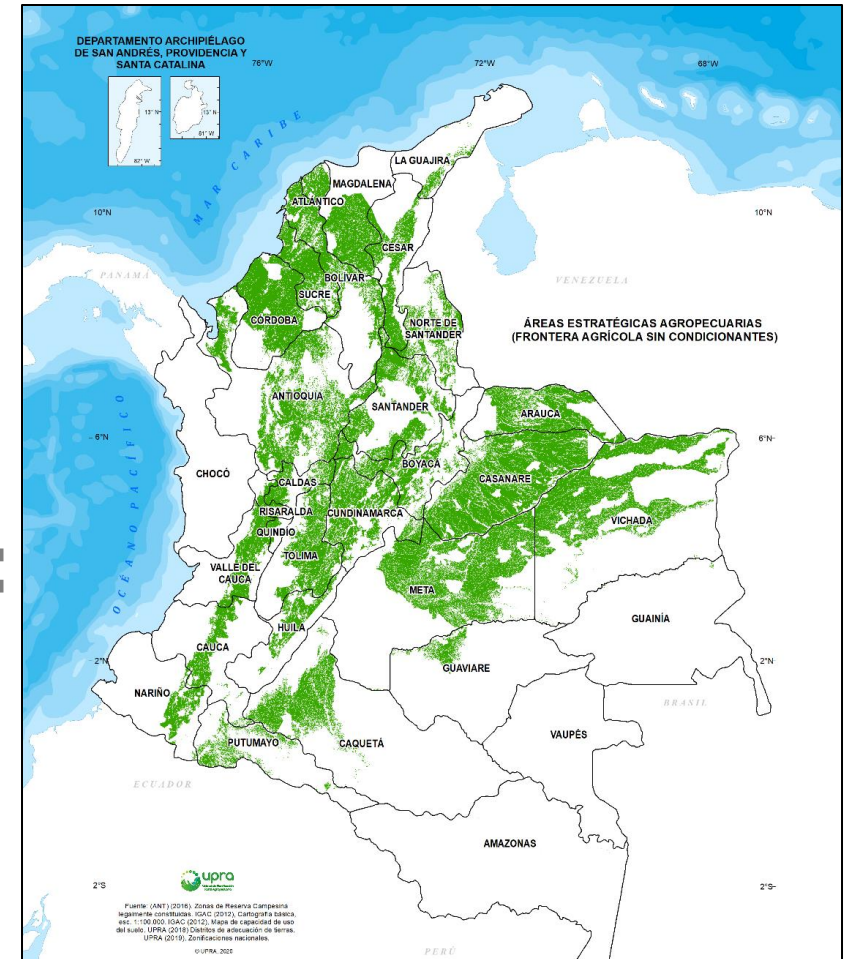 DEPARTAMENTO ARCHIPIÉLAGO
DE SAN ANDRÉS, PROVIDENCIA Y
SANTA CATALINA
76°W
72°W
68°W
13° N
13° N
81° W
82° W
MAR CARIBE
LA GUAJIRA
MAGDALENA
ATLÁNTICO
10°N
10°N
CESAR
PANAMÁ
BOLÍVAR
VENEZUELA
SUCRE
CÓRDOBA
NORTE DE
SANTANDER
ÁREAS ESTRATÉGICAS AGROPECUARIAS
(FRONTERA AGRÍCOLA SIN CONDICIONANTES)
ANTIOQUIA
SANTANDER
ARAUCA
OCÉANO PACÍFICO
6°N
6°N
CHOCÓ
BOYACÁ
CALDAS
CASANARE
RISARALDA
CUNDINAMARCA
VICHADA
QUINDÍO
TOLIMA
VALLE DEL
CAUCA
META
GUAINÍA
HUILA
CAUCA
2°N
2°N
GUAVIARE
NARIÑO
BRASIL
VAUPÉS
PUTUMAYO
CAQUETÁ
ECUADOR
AMAZONAS
upra
2°S
2°S
Fuente: (ANT) (2016). Zonas de Reserva Campesina
legalmente constituidas. IGAC (2012), Cartografía básica,
esc. 1:100.000. IGAC (2012), Mapa de capacidad de uso
del suelo. UPRA (2018) Distritos de adecuación de tierras.
UPRA (2019). Zonificaciones nacionales.
© UPRA, 2020
PERÚ